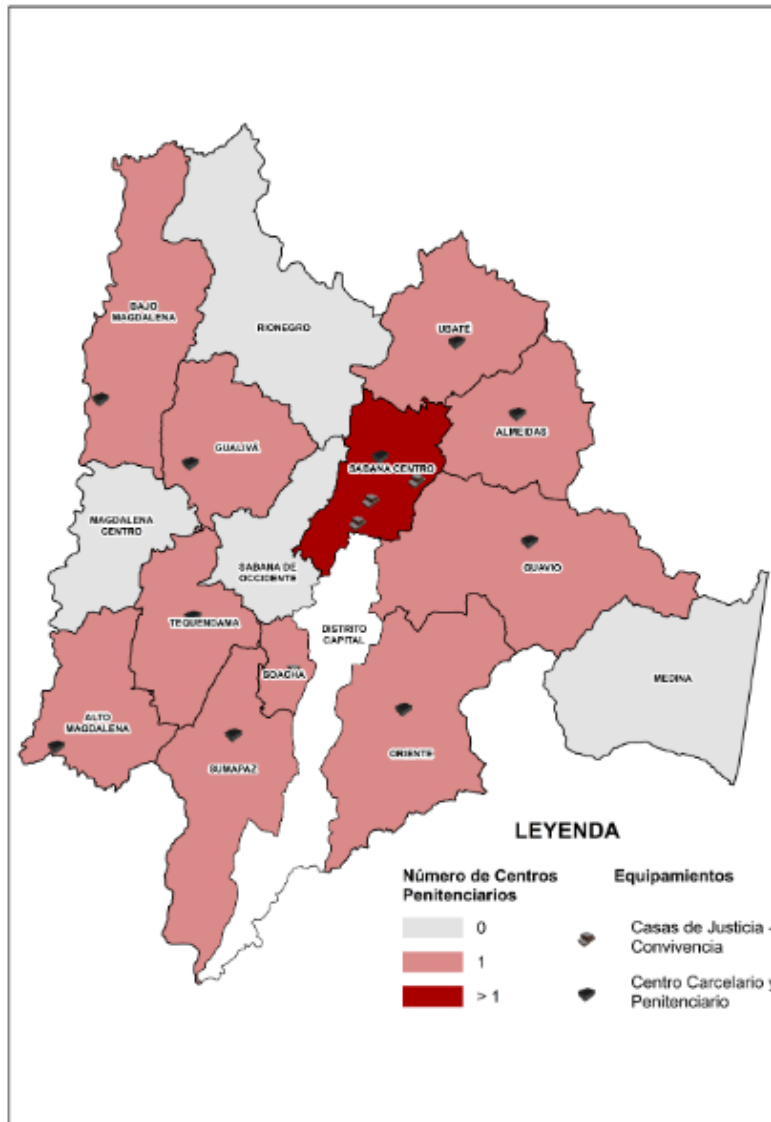 BAJO
MAGDALENA
RIONEGRO
UBATÉ
GUALIVÁ
ALMEIDAS
SABANA CENTRO
MAGDALENA
CENTRO
SABANA DE
OCCIDENTE
GUAVIO
TEQUENDAMA
DISTRITO
CAPITAL
SOACHA
MEDINA
ALTO
MAGDALENA
SUMAPAZ
ORIENTE
LEYENDA
Número de Centros
Penitenciarios
0
1
> 1
Equipamientos
Casas de Justicia -
Convivencia
Centro Carcelario y
Penitenciario